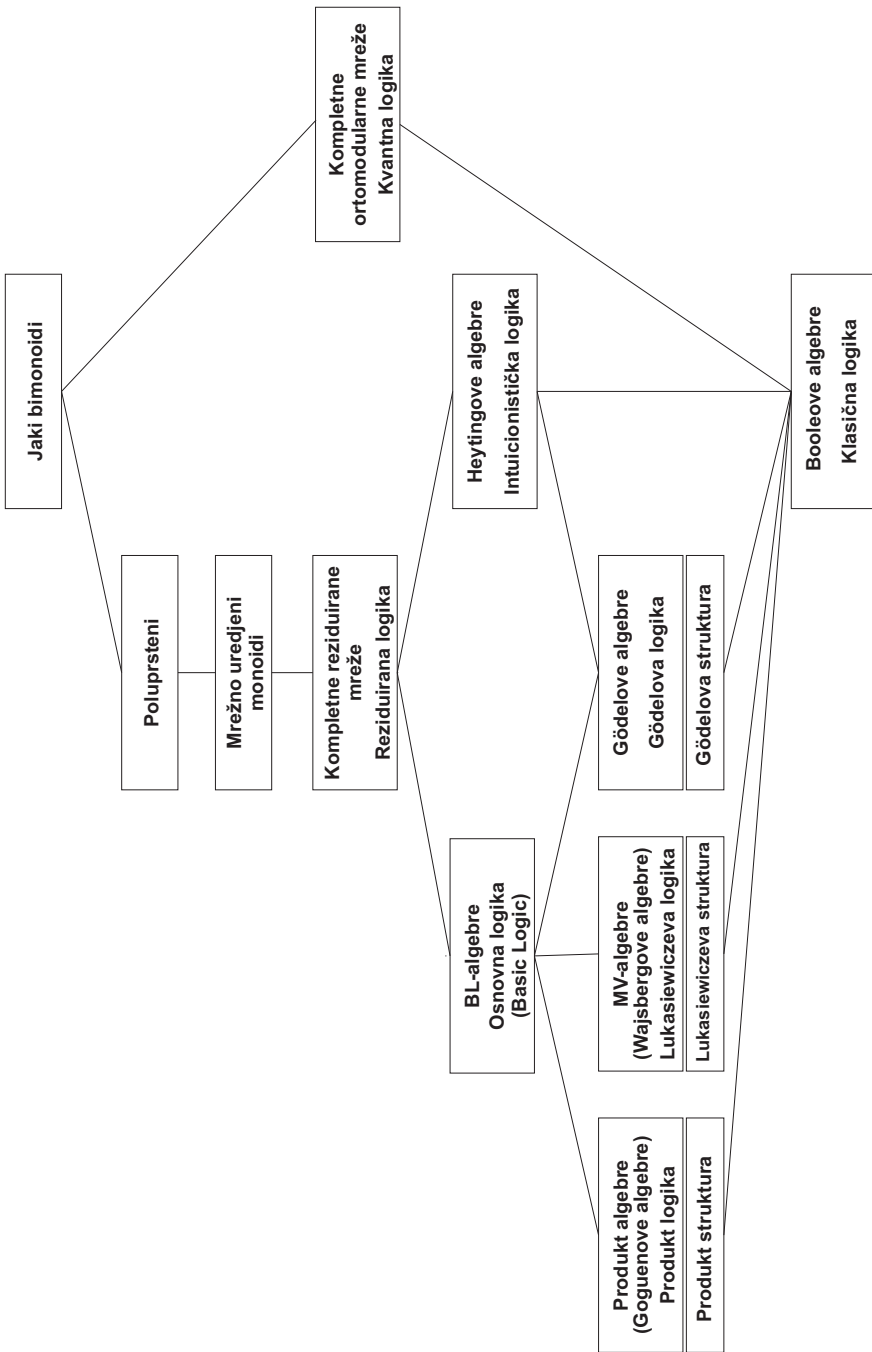 Jaki bimonoidi
Poluprsteni
Mrežno uredjeni
monoidi
Kompletne
ortomodularne mreže
Kvantna logika
Kompletne reziduirane
mreže
Reziduirana logika
BL-algebre
Osnovna logika
(Basic Logic)
Heytingove algebre
Intuicionistička logika
Produkt algebre
(Goguenove algebre)
Produkt logika
Produkt struktura
MV-algebre
(Wajsbergove algebre)
Lukasiewiczeva logika
Lukasiewiczeva struktura
Gödelove algebre
Gödelova logika
Gödelova struktura
Booleove algebre
Klasična logika